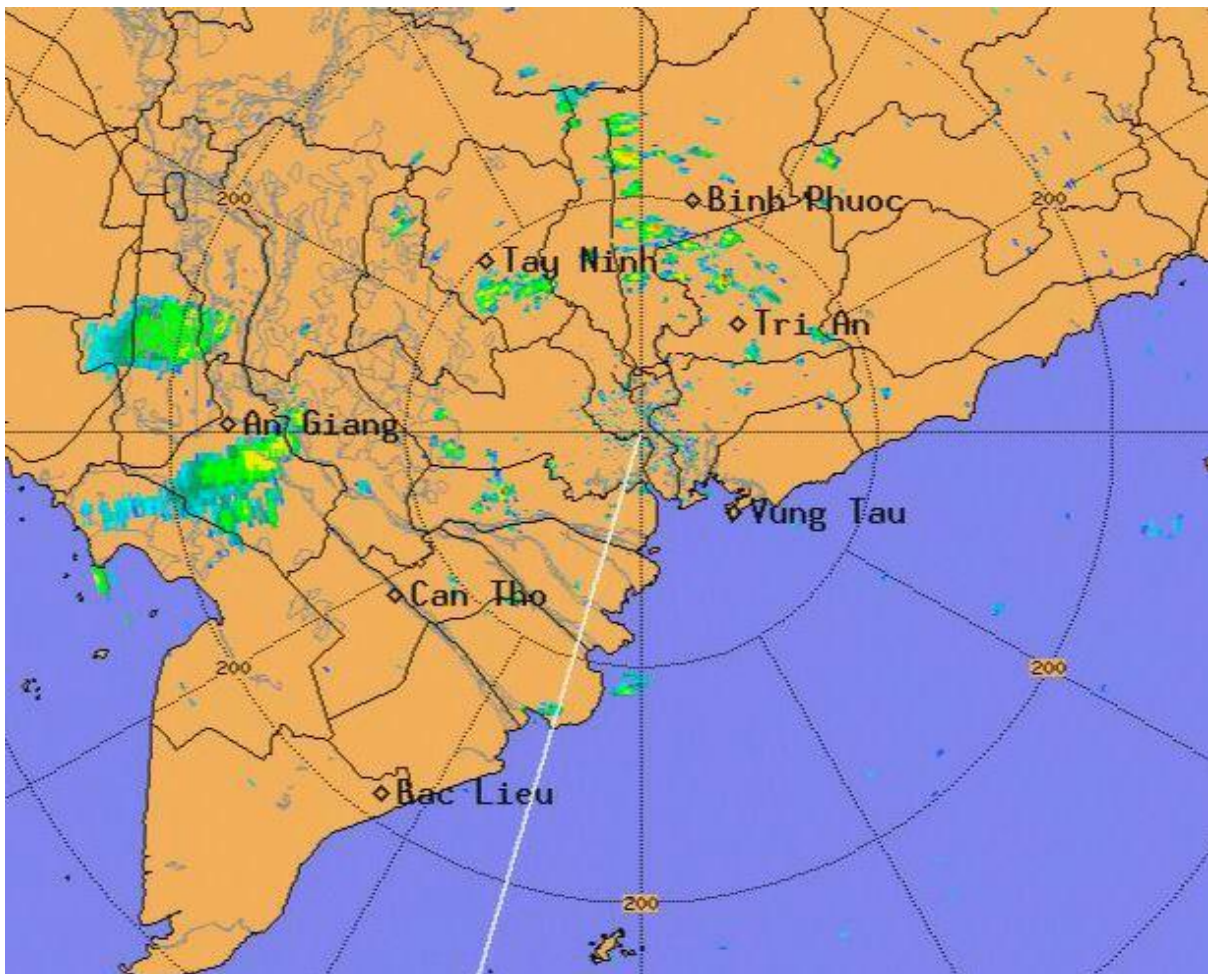 200
Binh Phuoc
200
Tay Ninh
Tri An
An Giang
Vung Tau
Can Tho
200
200
Bac Lieu
200